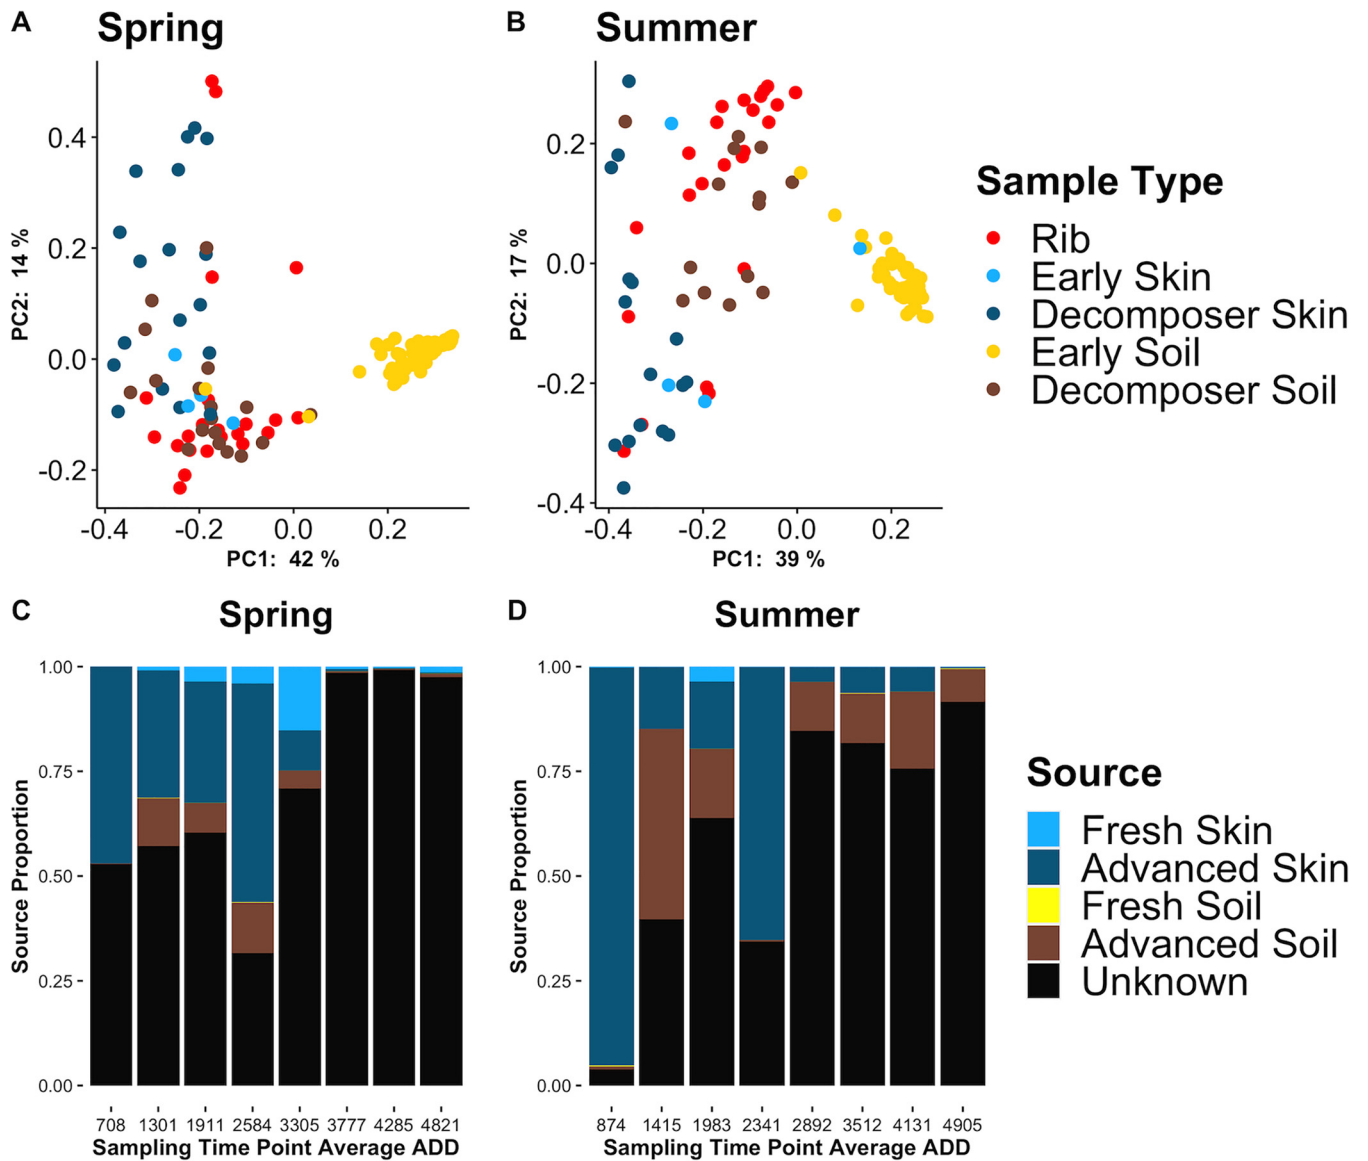 A Spring
B Summer
0.4
0.2
0.0
-0.2
PC2: 14 %
-0.4 -0.2 0.0 0.2
PC1: 42 %
0.2
0.0
-0.2
-0.4
PC2: 17 %
-0.4 -0.2 0.0 0.2
PC1: 39 %
Sample Type
Rib
Early Skin
Decomposer Skin
Early Soil
Decomposer Soil
C Spring
D Summer
1.00
0.75
0.50
0.25
0.00
Source Proportion
708 1301 1911 2584 3305 3777 4285 4821
Sampling Time Point Average ADD
1.00
0.75
0.50
0.25
0.00
Source Proportion
874 1415 1983 2341 2892 3512 4131 4905
Sampling Time Point Average ADD
Source
Fresh Skin
Advanced Skin
Fresh Soil
Advanced Soil
Unknown